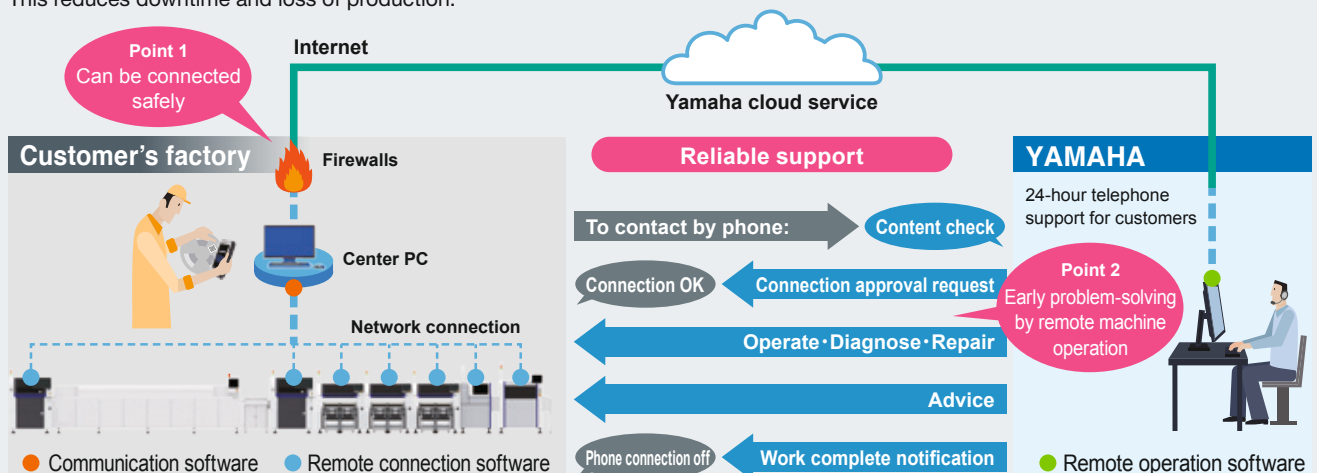 This reduces downtime and loss of production.
Point 1
Can be connected
safely
Internet
Yamaha cloud service
Customer's factory
Firewalls
Center PC
Network connection
Communication software
Remote connection software
Reliable support
To contact by phone:
Content check
Connection OK
Connection approval request
Operate・Diagnose・Repair
Advice
Phone connection off
Work complete notification
YAMAHA
24-hour telephone
support for customers
Point 2
Early problem-solving
by remote machine
operation
Remote operation software